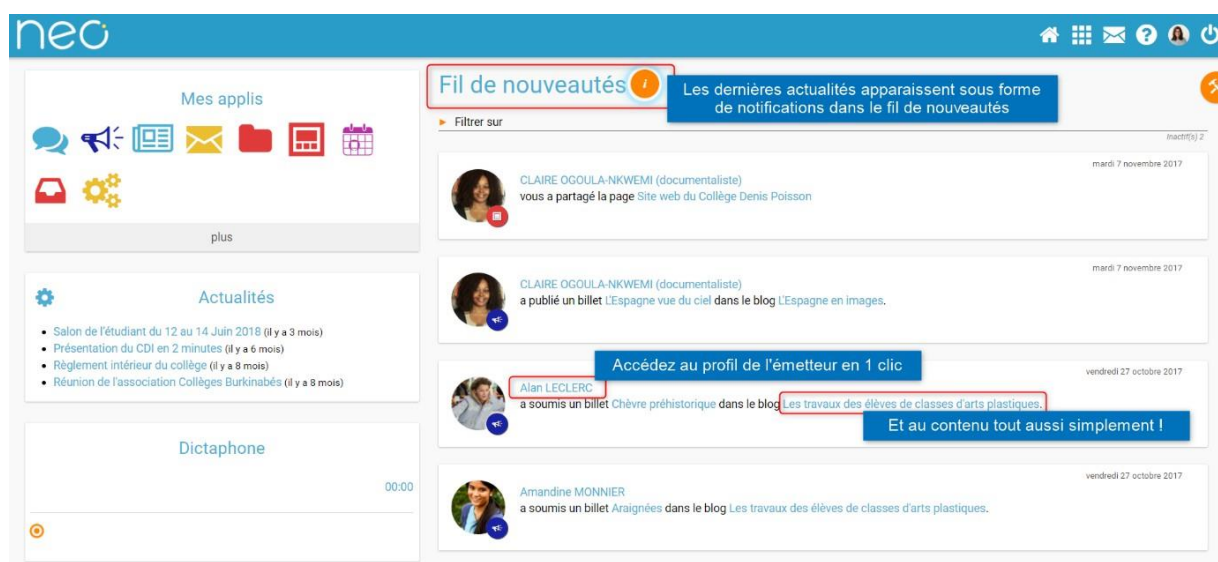 neo
Mes applis
plus
Actualités
Salon de l'étudiant du 12 au 14 Juin 2018 (il y a 3 mois)
Présentation du CDI en 2 minutes (il y a 6 mois)
Règlement intérieur du collège (il y a 8 mois)
Réunion de l'association Collèges Burkinabés (il y a 8 mois)
Dictaphone
00:00
Fil de nouveautés
i
Les dernières actualités apparaissent sous forme
de notifications dans le fil de nouveautés
Filtrer sur
Inactif(s) 2
mardi 7 novembre 2017
CLAIRE OGOULA-NKWEMI (documentaliste)
vous a partagé la page Site web du Collège Denis Poisson
mardi 7 novembre 2017
CLAIRE OGOULA-NKWEMI (documentaliste)
a publié un billet L'Espagne vue du ciel dans le blog L'Espagne en images.
Accédez au profil de l'émetteur en 1 clic
vendredi 27 octobre 2017
Alan LECLERC
a soumis un billet Chèvre préhistorique dans le blog Les travaux des élèves de classes d'arts plastiques.
Et au contenu tout aussi simplement !
vendredi 27 octobre 2017
Amandine MONNIER
a soumis un billet Araignées dans le blog Les travaux des élèves de classes d'arts plastiques.